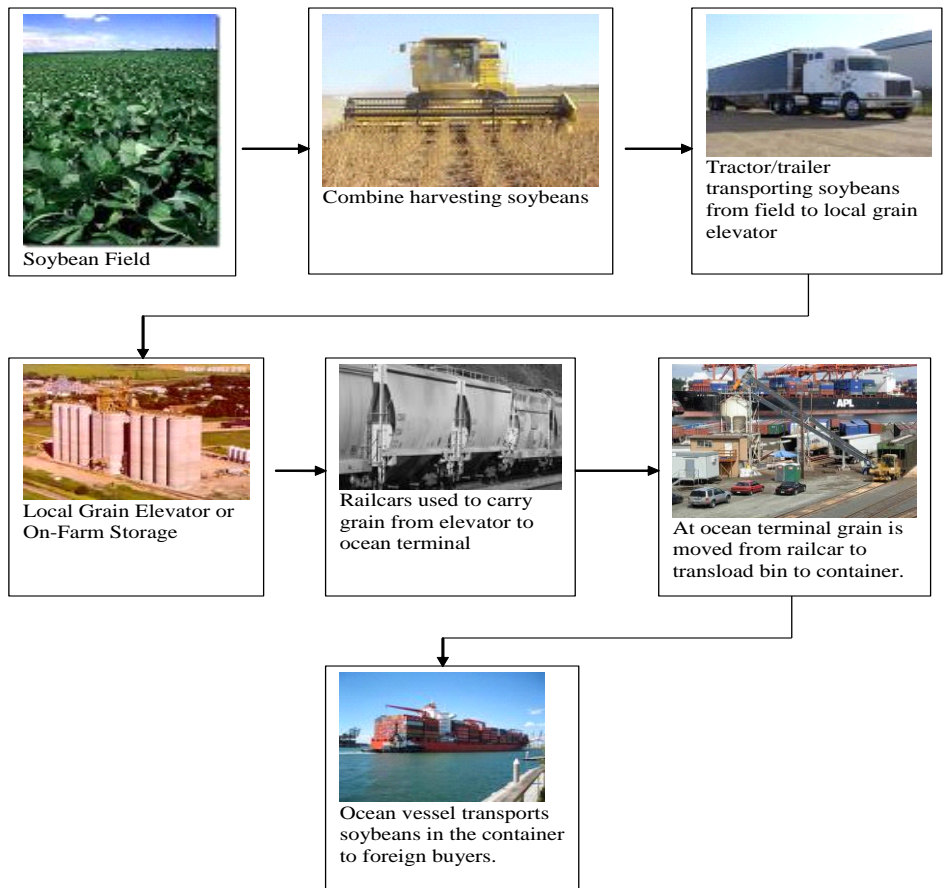 Soybean Field
Combine harvesting soybeans
Tractor/trailer
transporting soybeans
from field to local grain
elevator
Local Grain Elevator or
On-Farm Storage
Railcars used to carry
grain from elevator to
ocean terminal
APL
At ocean terminal grain is
moved from railcar to
transload bin to container.
Ocean vessel transports
soybeans in the container
to foreign buyers.